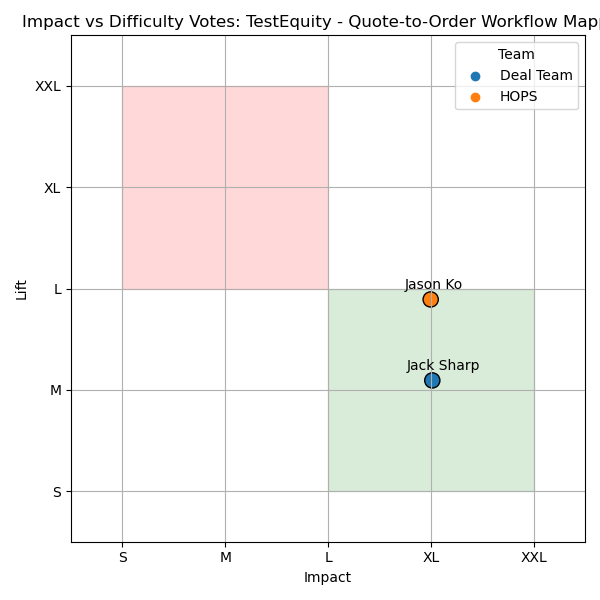 Impact vs Difficulty Votes: TestEquity - Quote-to-Order Workflow Mapp
Team
Deal Team
HOPS
XXL
XL
L
M
S
Lift
Jason Ko
Jack Sharp
S
M
L
XL
XXL
Impact